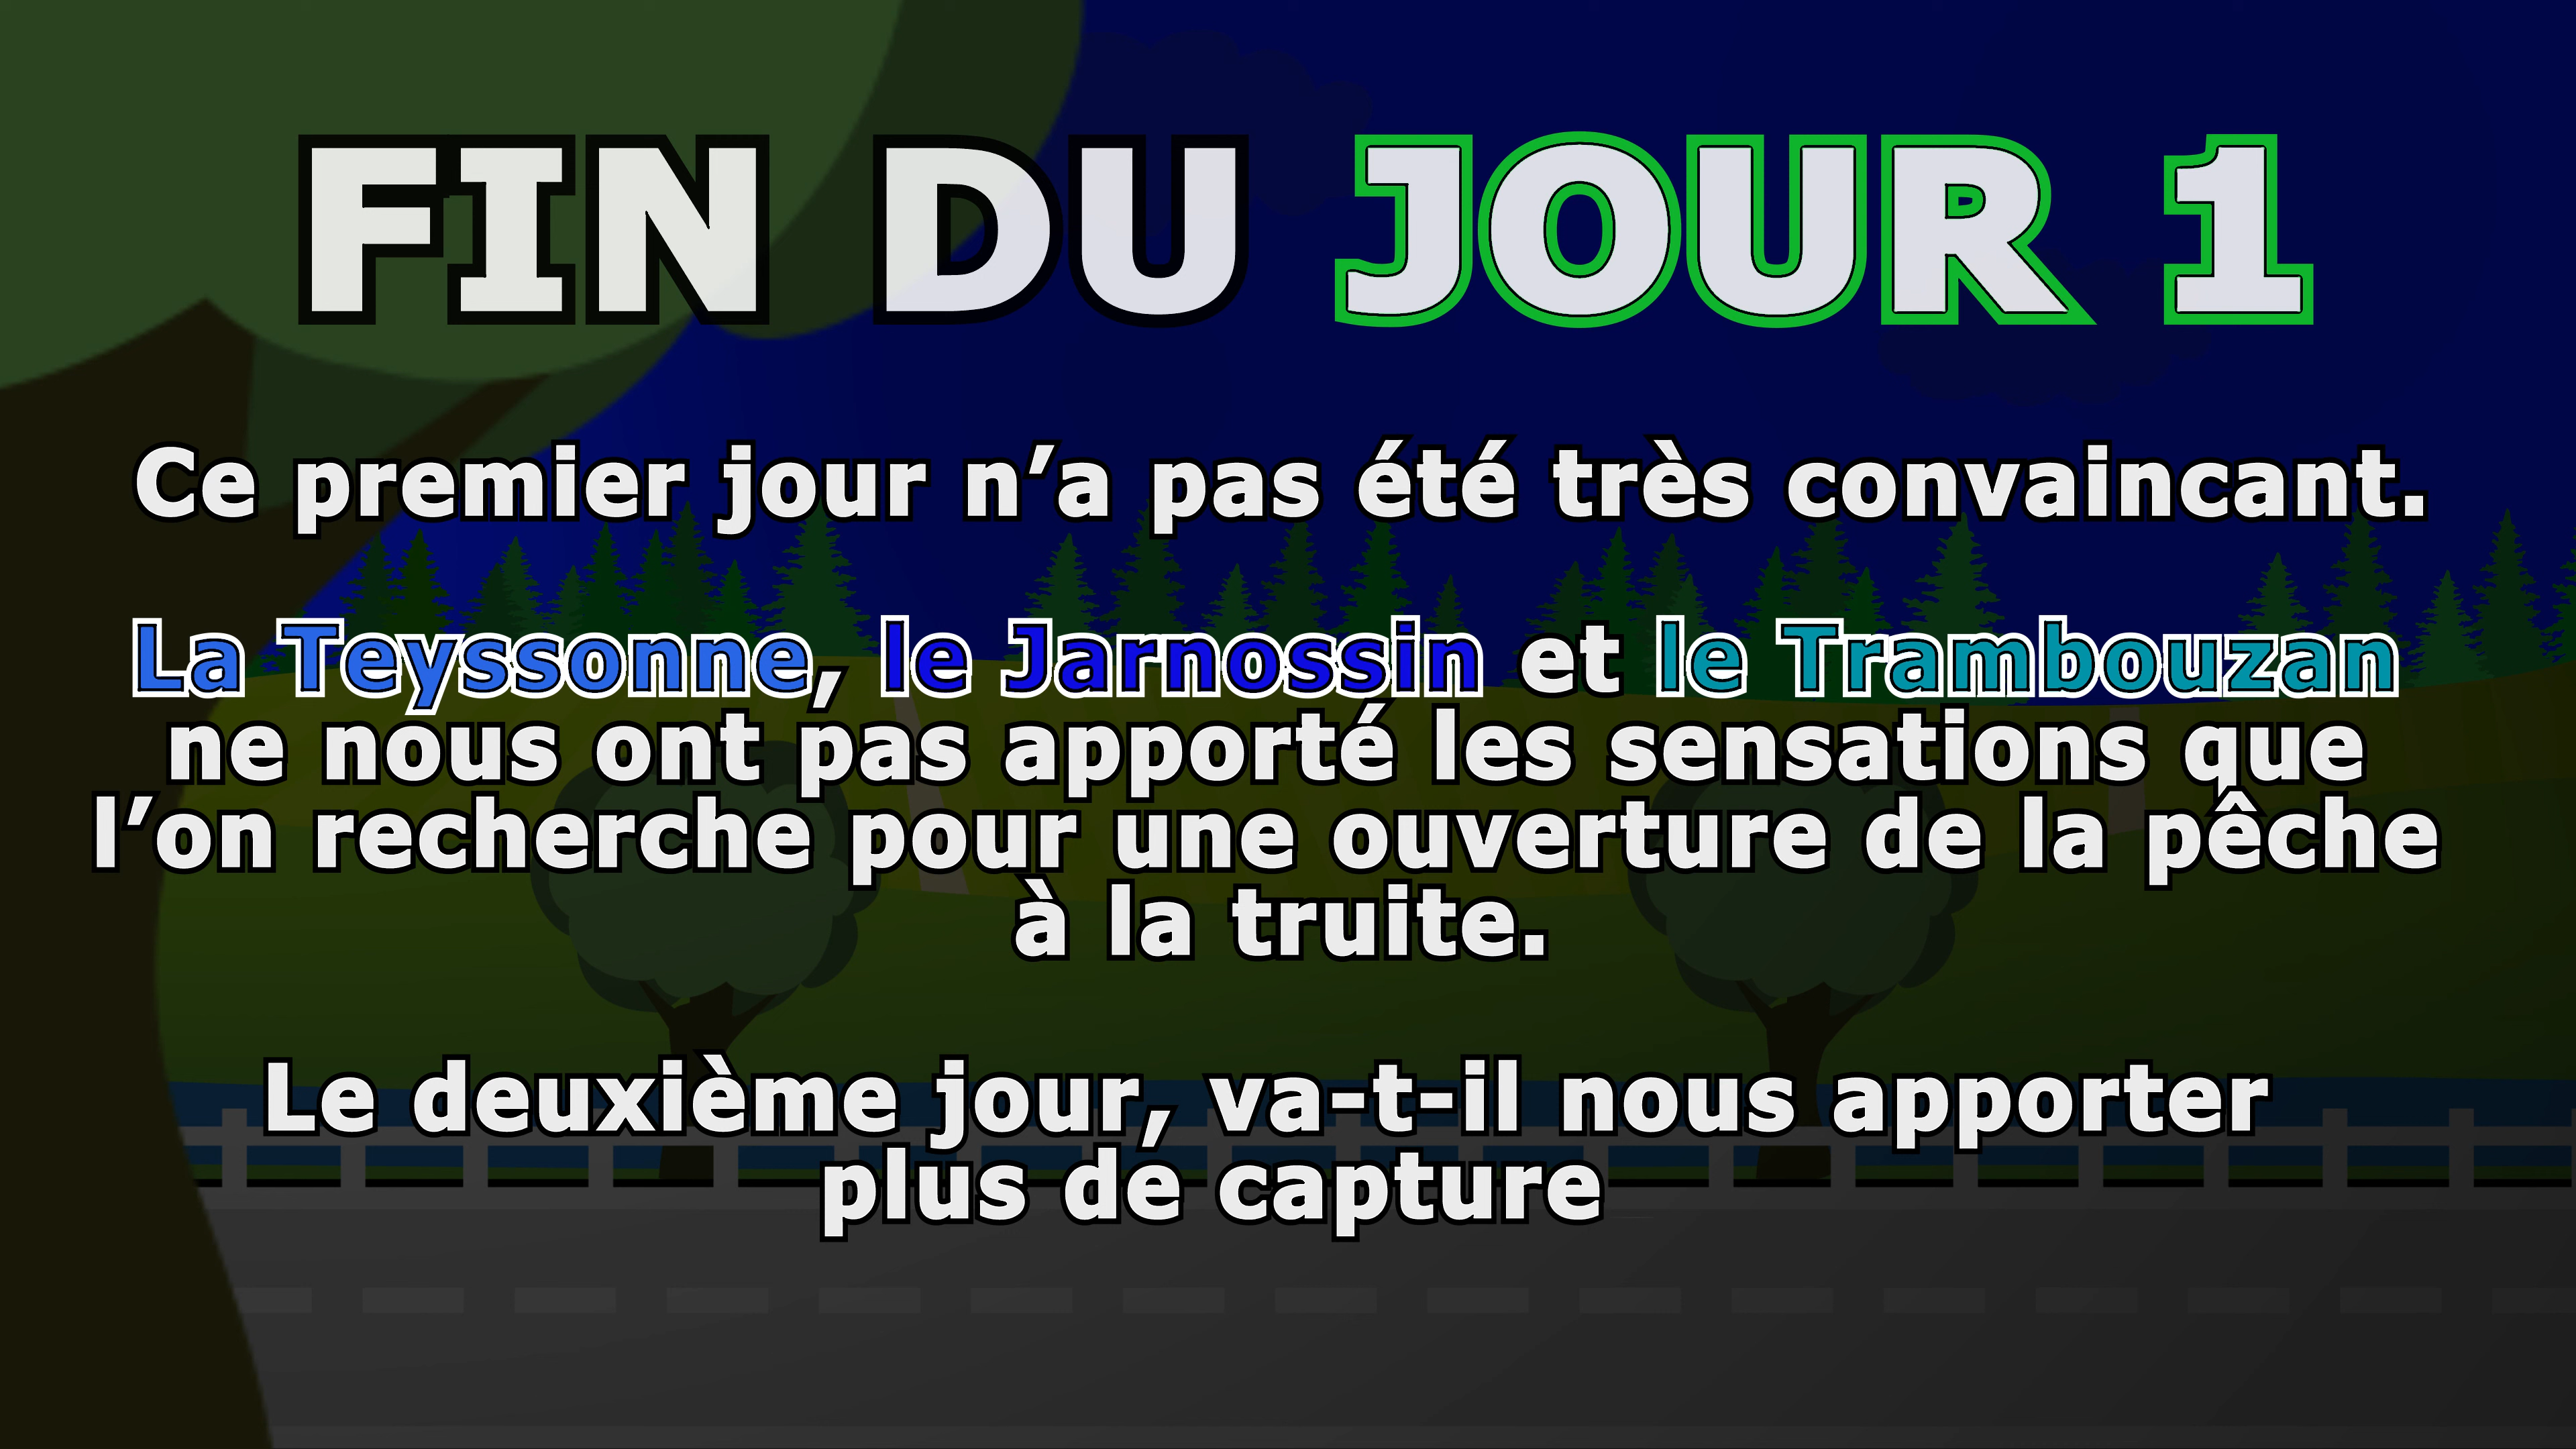 FIN DU JOUR 1
Ce premier jour n’a pas été très convaincant.
La Teyssonne, le Jarnossin et le Trambouzan
ne nous ont pas apporté les sensations que
l’on recherche pour une ouverture de la pêche
à la truite.
Le deuxième jour, va-t-il nous apporter
plus de capture